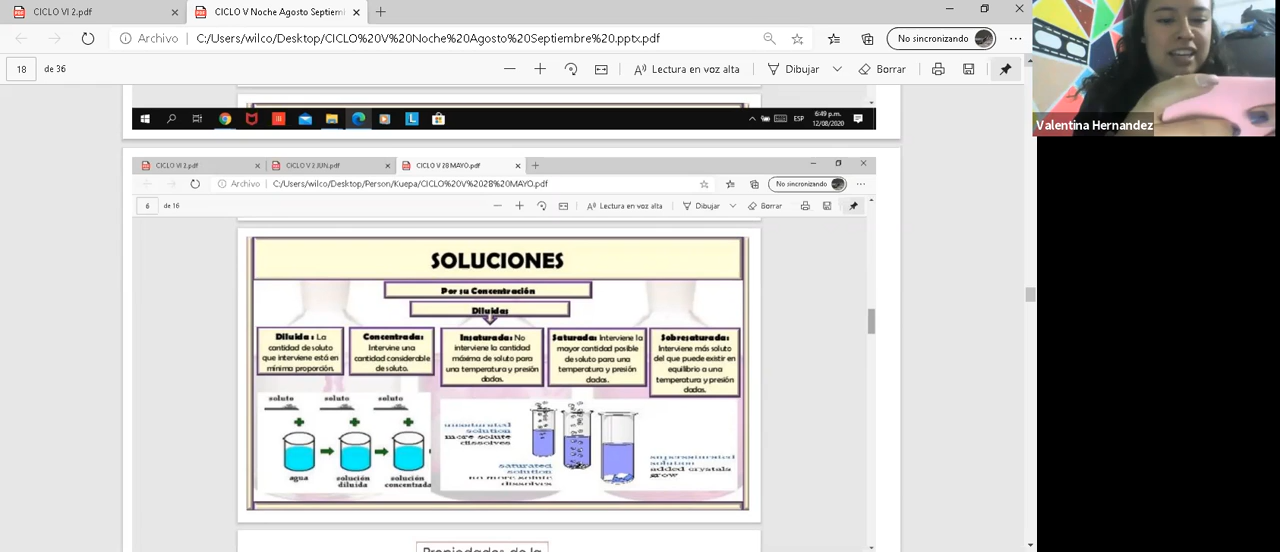 CICLO VI 2.pdf
CICLO V Noche Agosto Septiem
Archivo
C:/Users/wilco/Desktop/CICLO%20V%20Noche%20Agosto%20Septiembre%20.pptx.pdf
No sincronizando
18
de 36
Lectura en voz alta
Dibujar
Borrar
Valentina Hernandez
ESP
6:49 p.m.
12/08/2020
CICLO VI 2.pdf
CICLO V 2 JUN.pdf
CICLO V 28 MAYO.pdf
Archivo
C:/Users/wilco/Desktop/Person/Kuepa/CICLO%20V%2028%20MAYO.pdf
No sincronizando
6
de 16
Lectura en voz alta
Dibujar
Borrar
SOLUCIONES
Por su Concentración
Diluidas
Diluida: La
cantidad de soluto
que interviene está en
mínima proporción.
Concentrada:
Intervine una
cantidad considerable
de soluto.
Insaturada: No
interviene la cantidad
máxima de soluto para
una temperatura y presión
dadas.
Saturada: Interviene la
mayor cantidad posible
de soluto para una
temperatura y presión
dadas.
Sobresaturada:
Interviene más soluto
del que puede existir en
equilibrio a una
temperatura y presión
dadas.
soluto
soluto
soluto
agua
solución
diluida
solución
concentrada
unsaturated
solution
more solute
dissolves
saturated
solution
no more solute
dissolves
supersaturated
solution
added crystals
grow
Propiedades de la